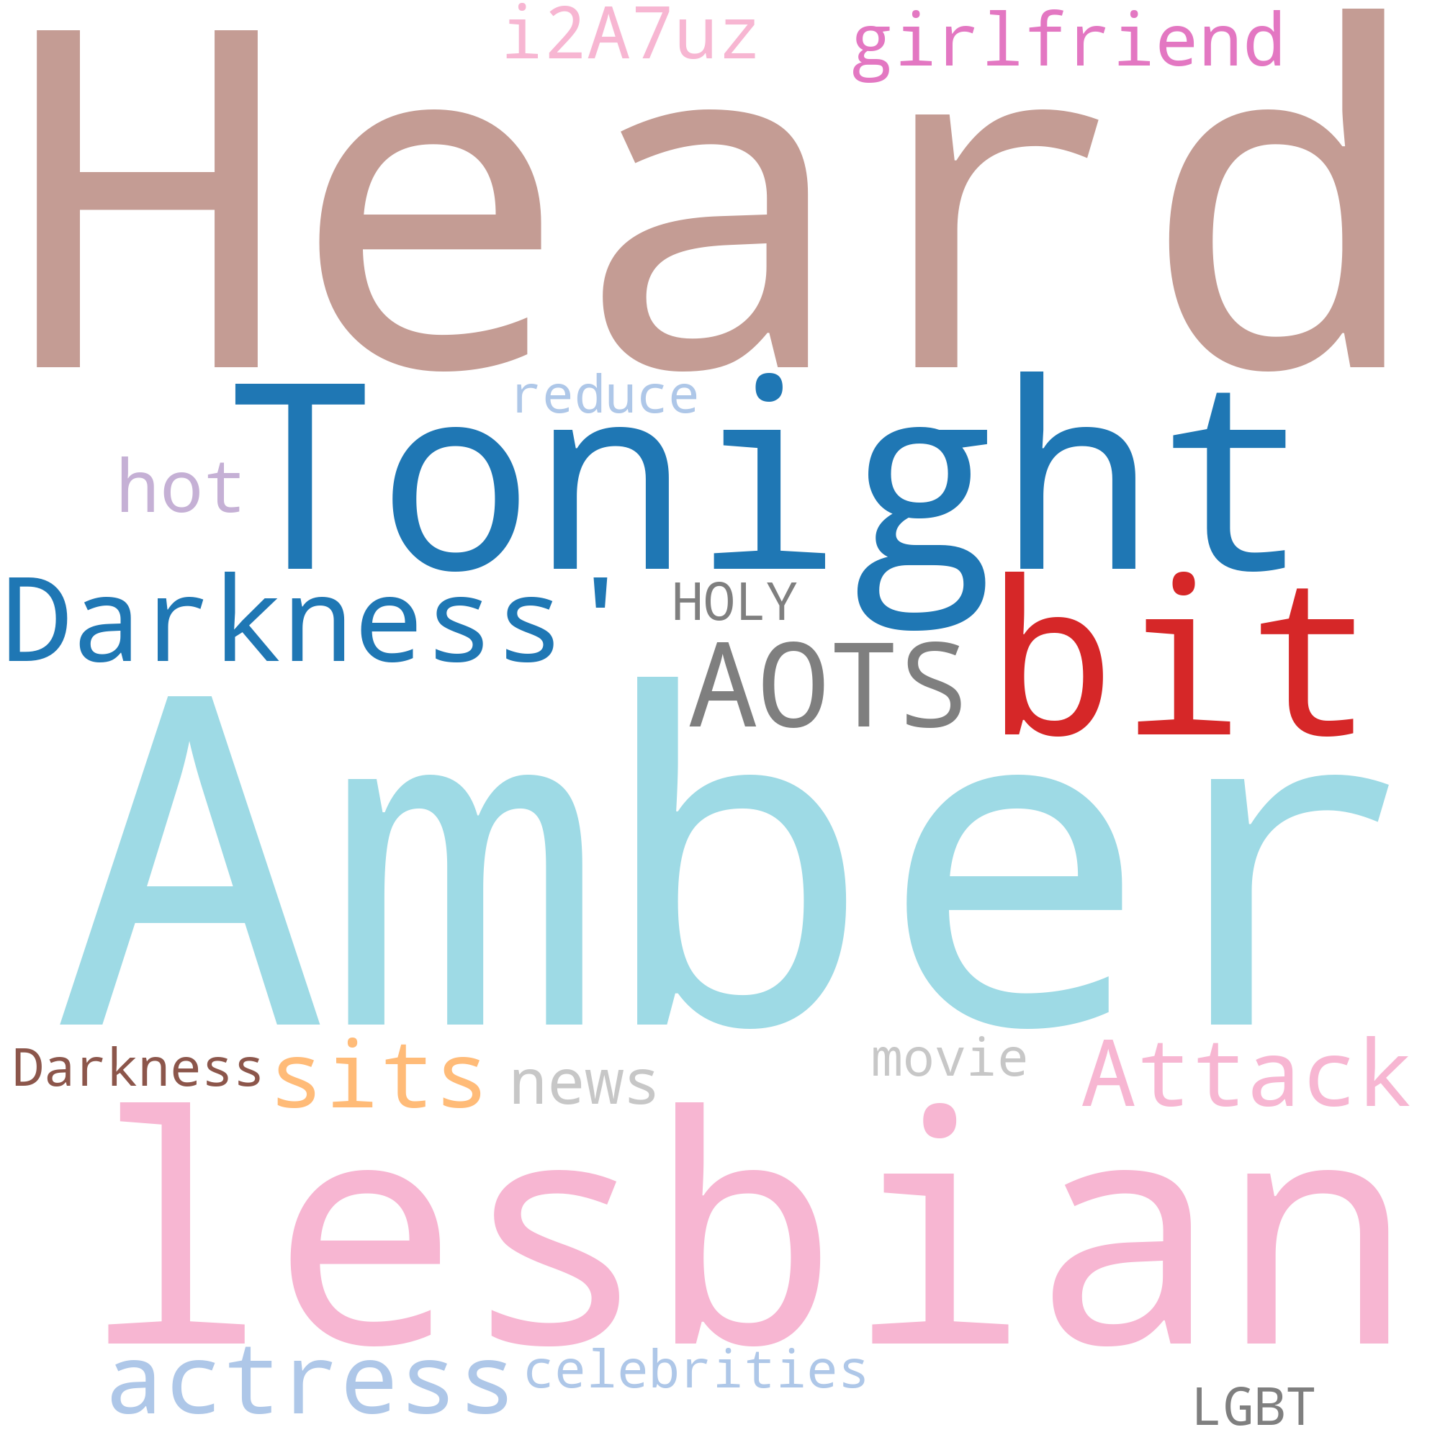 i2A7uz girlfriend
Heard
reduce
hot Tonight
Darkness' HOLY
AOTS bit
Amber
Darkness sits news movie Attack
lesbian
actress celebrities
LGBT